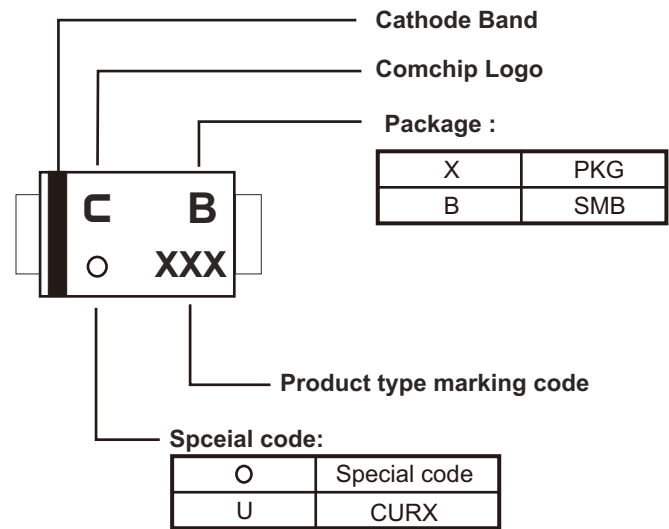 Cathode Band
Comchip Logo
Package :
X PKG
B SMB
C B
O XXX
Product type marking code
Spceial code:
O Special code
U CURX